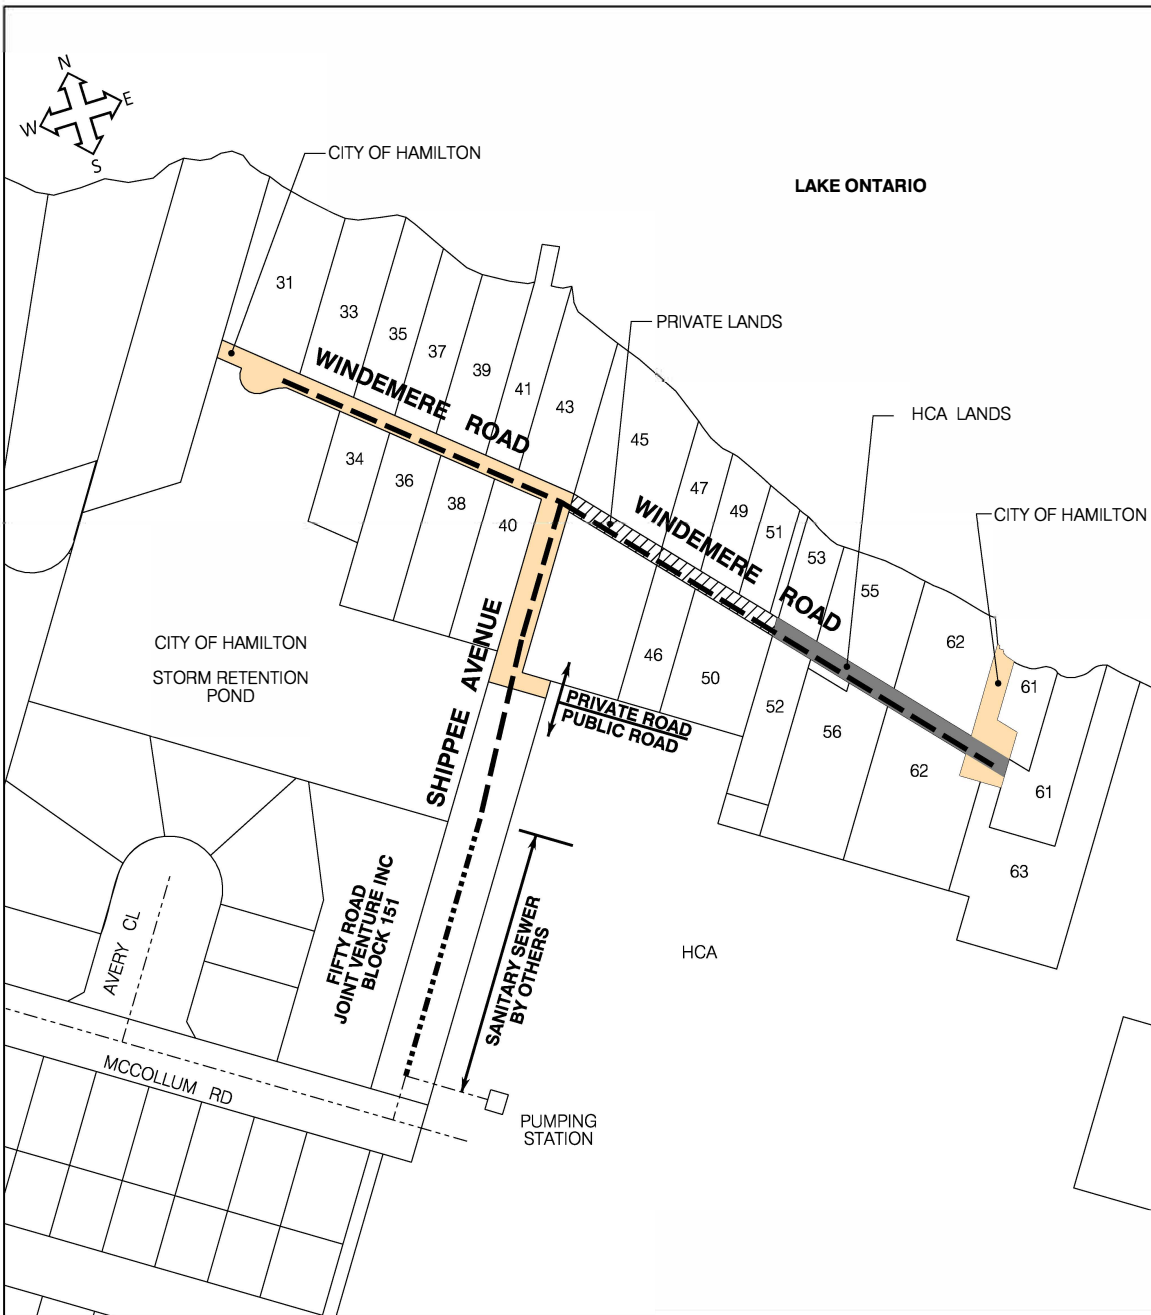 N
E
W
S
CITY OF HAMILTON
LAKE ONTARIO
31
33
35
37
39
41
43
PRIVATE LANDS
45
47
49
51
53
55
62
61
HCA LANDS
CITY OF HAMILTON
WINDEMERE ROAD
WINDEMERE ROAD
34
36
38
40
46
50
52
56
62
61
63
CITY OF HAMILTON
STORM RETENTION
POND
SHIPPEE AVENUE
PRIVATE ROAD
PUBLIC ROAD
FIFTY ROAD
JOINT VENTURE INC
BLOCK 151
SANITARY SEWER
BY OTHERS
HCA
AVERY CL
MCCOLLUM RD
PUMPING
STATION